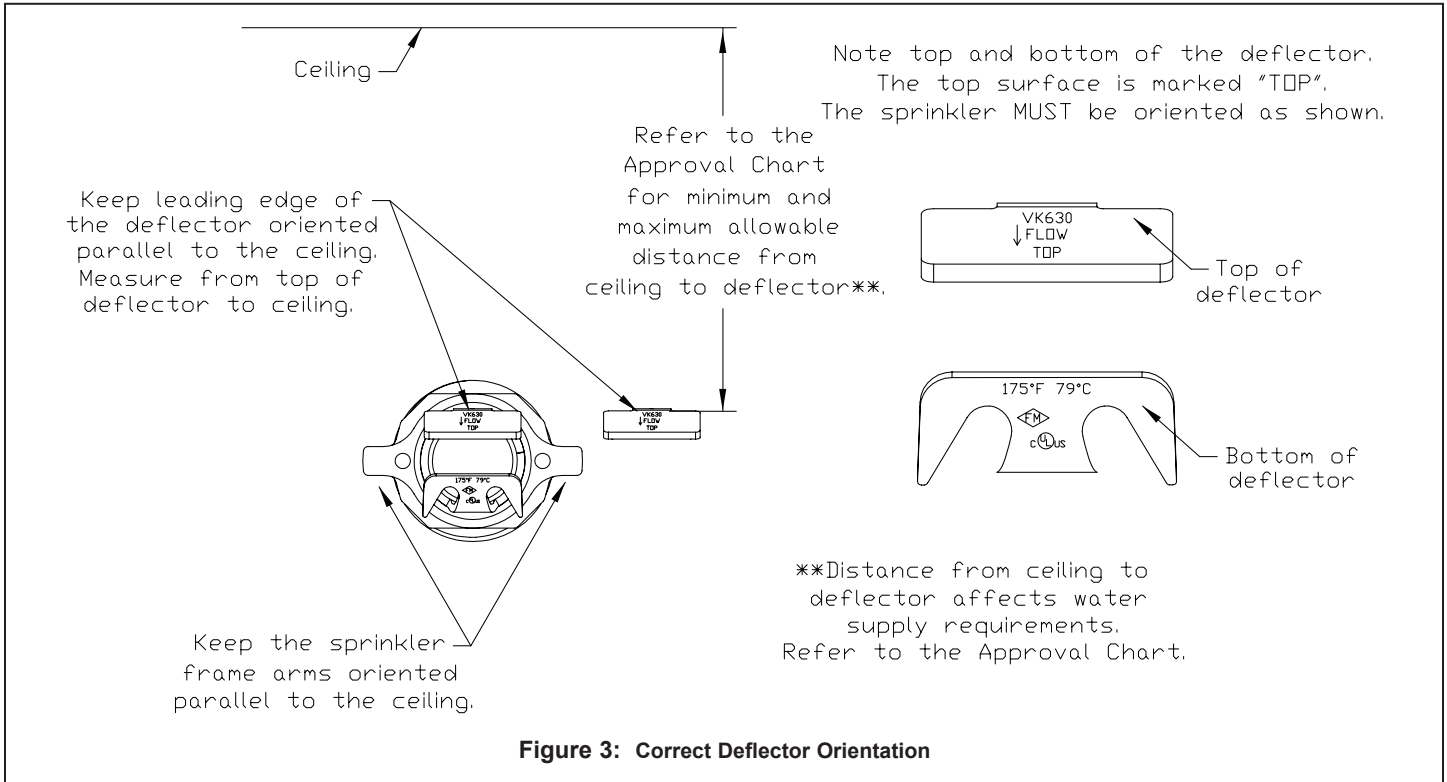 Ceiling
Note top and bottom of the deflector.
The top surface is marked "TOP".
The sprinkler MUST be oriented as shown.
Refer to the
Approval Chart
for minimum and
maximum allowable
distance from
ceiling to deflector**.
Keep leading edge of
the deflector oriented
parallel to the ceiling.
Measure from top of
deflector to ceiling.
VK630
↓FLOW
TOP
Top of
deflector
VK630
↓FLOW
TOP
VK630
↓FLOW
TOP
175°F 79°C
FM
c UL US
Bottom of
deflector
175°F 79°C
FM
c UL US
**Distance from ceiling to
deflector affects water
supply requirements.
Refer to the Approval Chart.
Keep the sprinkler
frame arms oriented
parallel to the ceiling.
Figure 3: Correct Deflector Orientation